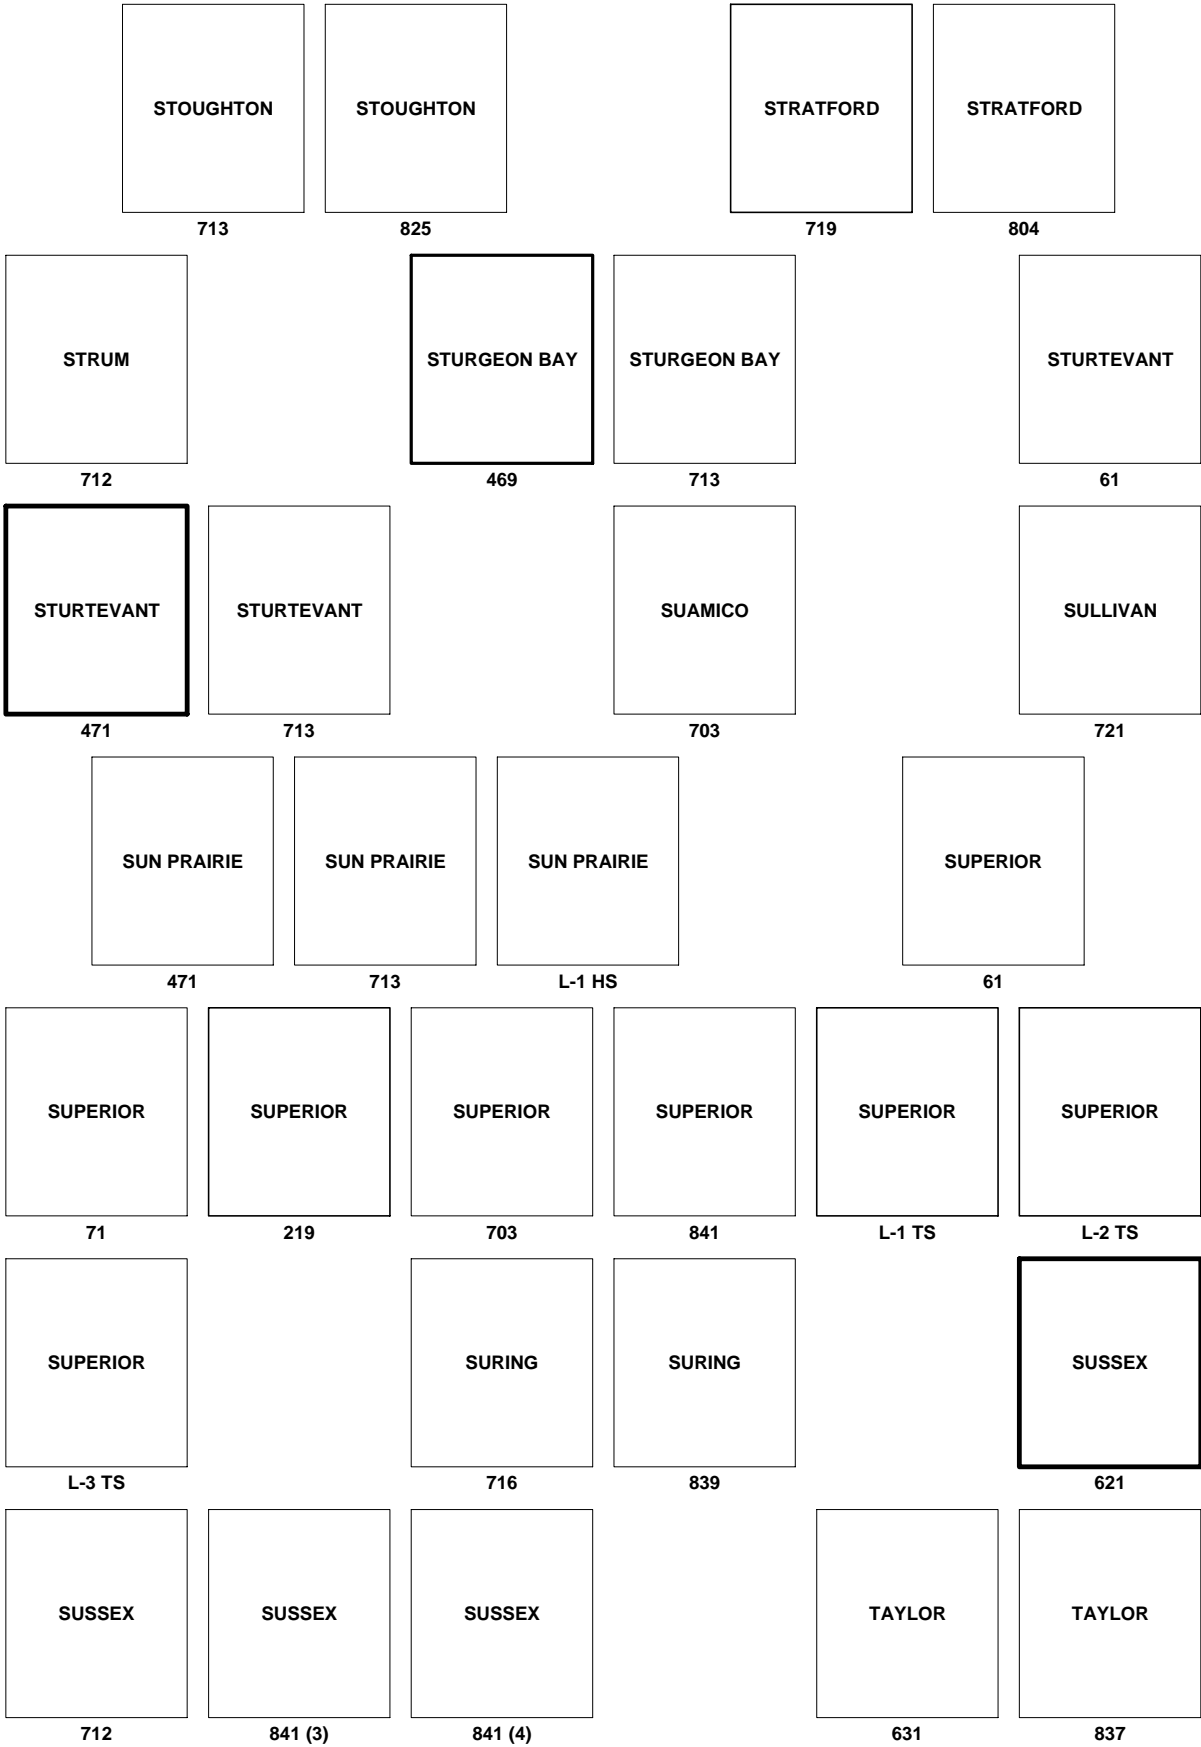 STOUGHTON STOUGHTON STRATFORD STRATFORD
713 825 719 804
STRUM STURGEON BAY STURGEON BAY STURTEVANT
712 469 713 61
STURTEVANT STURTEVANT SUAMICO SULLIVAN
471 713 703 721
SUN PRAIRIE SUN PRAIRIE SUN PRAIRIE SUPERIOR
471 713 L-1 HS 61
SUPERIOR SUPERIOR SUPERIOR SUPERIOR SUPERIOR SUPERIOR
71 219 703 841 L-1 TS L-2 TS
SUPERIOR SURING SURING SUSSEX
L-3 TS 716 839 621
SUSSEX SUSSEX SUSSEX TAYLOR TAYLOR
712 841 (3) 841 (4) 631 837